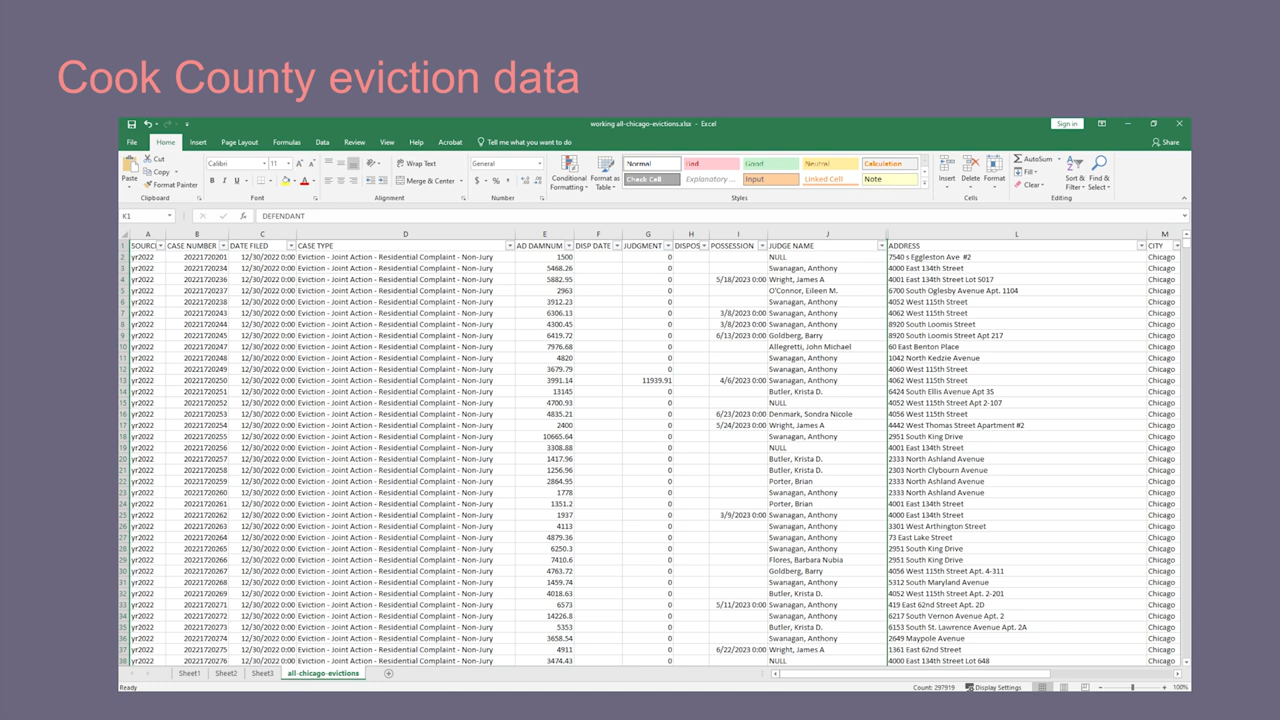 Cook County eviction data
working all-chicago-evictions.xlsx - Excel
Sign in
File Home Insert Page Layout Formulas Data Review View Help Acrobat Tell me what you want to do Share
Cut
Copy
Format Painter
Paste
Clipboard
Calibri 11
B I U
Font
Wrap Text
Merge & Center
Alignment
General
Number
Conditional Formatting
Format as Table
Normal Bad Good Neutral Calculation
Check Cell Explanatory ... Input Linked Cell Note
Styles
Insert Delete Format
Cells
AutoSum
Fill
Clear
Sort & Filter
Find & Select
Editing
K1 fx DEFENDANT
A B C D E F G H I J L M
1 SOURC CASE NUMBER DATE FILED CASE TYPE AD DAMNUM DISP DATE JUDGMENT DISPOS POSSESSION JUDGE NAME ADDRESS CITY
2 yr2022 20221720201 12/30/2022 0:00 Eviction - Joint Action - Residential Complaint - Non-Jury 1500 0 NULL 7540 s Eggleston Ave #2 Chicago
3 yr2022 20221720234 12/30/2022 0:00 Eviction - Joint Action - Residential Complaint - Non-Jury 5468.26 0 Swanagan, Anthony 4000 East 134th Street Chicago
4 yr2022 20221720236 12/30/2022 0:00 Eviction - Joint Action - Residential Complaint - Non-Jury 5882.95 0 5/18/2023 0:00 Wright, James A 4001 East 134th Street Lot S017 Chicago
5 yr2022 20221720237 12/30/2022 0:00 Eviction - Joint Action - Residential Complaint - Non-Jury 2963 0 O'Connor, Eileen M. 6700 South Oglesby Avenue Apt. 1104 Chicago
6 yr2022 20221720238 12/30/2022 0:00 Eviction - Joint Action - Residential Complaint - Non-Jury 3912.23 0 Swanagan, Anthony 4052 West 115th Street Chicago
7 yr2022 20221720243 12/30/2022 0:00 Eviction - Joint Action - Residential Complaint - Non-Jury 6306.13 0 3/8/2023 0:00 Swanagan, Anthony 4062 West 115th Street Chicago
8 yr2022 20221720244 12/30/2022 0:00 Eviction - Joint Action - Residential Complaint - Non-Jury 4300.45 0 3/8/2023 0:00 Swanagan, Anthony 8920 South Loomis Street Chicago
9 yr2022 20221720245 12/30/2022 0:00 Eviction - Joint Action - Residential Complaint - Non-Jury 6419.72 0 6/13/2023 0:00 Goldberg, Barry 8920 South Loomis Street Apt 217 Chicago
10 yr2022 20221720247 12/30/2022 0:00 Eviction - Joint Action - Residential Complaint - Non-Jury 7976.68 0 Allegretti, John Michael 60 East Benton Place Chicago
11 yr2022 20221720248 12/30/2022 0:00 Eviction - Joint Action - Residential Complaint - Non-Jury 4820 0 Swanagan, Anthony 1042 North Kedzie Avenue Chicago
12 yr2022 20221720249 12/30/2022 0:00 Eviction - Joint Action - Residential Complaint - Non-Jury 3679.79 0 Swanagan, Anthony 4060 West 115th Street Chicago
13 yr2022 20221720250 12/30/2022 0:00 Eviction - Joint Action - Residential Complaint - Non-Jury 3991.14 11939.91 4/6/2023 0:00 Swanagan, Anthony 4062 West 115th Street Chicago
14 yr2022 20221720251 12/30/2022 0:00 Eviction - Joint Action - Residential Complaint - Non-Jury 13145 0 Butler, Krista D. 6424 South Ellis Avenue Apt 3S Chicago
15 yr2022 20221720252 12/30/2022 0:00 Eviction - Joint Action - Residential Complaint - Non-Jury 4700.93 0 NULL 4052 West 115th Street Apt 2-107 Chicago
16 yr2022 20221720253 12/30/2022 0:00 Eviction - Joint Action - Residential Complaint - Non-Jury 4835.21 0 6/23/2023 0:00 Denmark, Sondra Nicole 4056 West 115th Street Chicago
17 yr2022 20221720254 12/30/2022 0:00 Eviction - Joint Action - Residential Complaint - Non-Jury 2400 0 5/24/2023 0:00 Wright, James A 4442 West Thomas Street Apartment #2 Chicago
18 yr2022 20221720255 12/30/2022 0:00 Eviction - Joint Action - Residential Complaint - Non-Jury 10665.64 0 Swanagan, Anthony 2951 South King Drive Chicago
19 yr2022 20221720256 12/30/2022 0:00 Eviction - Joint Action - Residential Complaint - Non-Jury 3308.88 0 NULL 4001 East 134th Street Chicago
20 yr2022 20221720257 12/30/2022 0:00 Eviction - Joint Action - Residential Complaint - Non-Jury 1417.96 0 Butler, Krista D. 2333 North Ashland Avenue Chicago
21 yr2022 20221720258 12/30/2022 0:00 Eviction - Joint Action - Residential Complaint - Non-Jury 1256.96 0 Butler, Krista D. 2303 North Clybourn Avenue Chicago
22 yr2022 20221720259 12/30/2022 0:00 Eviction - Joint Action - Residential Complaint - Non-Jury 2864.95 0 Porter, Brian 2333 North Ashland Avenue Chicago
23 yr2022 20221720260 12/30/2022 0:00 Eviction - Joint Action - Residential Complaint - Non-Jury 1778 0 Swanagan, Anthony 2333 North Ashland Avenue Chicago
24 yr2022 20221720261 12/30/2022 0:00 Eviction - Joint Action - Residential Complaint - Non-Jury 1351.2 0 Porter, Brian 4001 East 134th Street Chicago
25 yr2022 20221720262 12/30/2022 0:00 Eviction - Joint Action - Residential Complaint - Non-Jury 1937 0 3/9/2023 0:00 Swanagan, Anthony 4000 East 134th Street Chicago
26 yr2022 20221720263 12/30/2022 0:00 Eviction - Joint Action - Residential Complaint - Non-Jury 4113 0 Swanagan, Anthony 3301 West Arthington Street Chicago
27 yr2022 20221720264 12/30/2022 0:00 Eviction - Joint Action - Residential Complaint - Non-Jury 4879.36 0 Swanagan, Anthony 73 East Lake Street Chicago
28 yr2022 20221720265 12/30/2022 0:00 Eviction - Joint Action - Residential Complaint - Non-Jury 6250.3 0 Swanagan, Anthony 2951 South King Drive Chicago
29 yr2022 20221720266 12/30/2022 0:00 Eviction - Joint Action - Residential Complaint - Non-Jury 7410.6 0 Flores, Barbara Nubia 2951 South King Drive Chicago
30 yr2022 20221720267 12/30/2022 0:00 Eviction - Joint Action - Residential Complaint - Non-Jury 4763.72 0 Goldberg, Barry 4056 West 115th Street Apt. 4-311 Chicago
31 yr2022 20221720268 12/30/2022 0:00 Eviction - Joint Action - Residential Complaint - Non-Jury 1459.74 0 Swanagan, Anthony 5312 South Maryland Avenue Chicago
32 yr2022 20221720269 12/30/2022 0:00 Eviction - Joint Action - Residential Complaint - Non-Jury 4018.63 0 Butler, Krista D. 4052 West 115th Street Apt. 2-201 Chicago
33 yr2022 20221720271 12/30/2022 0:00 Eviction - Joint Action - Residential Complaint - Non-Jury 6573 0 5/11/2023 0:00 Swanagan, Anthony 419 East 62nd Street Apt. 2D Chicago
34 yr2022 20221720272 12/30/2022 0:00 Eviction - Joint Action - Residential Complaint - Non-Jury 14226.8 0 Swanagan, Anthony 6217 South Vernon Avenue Apt. 2 Chicago
35 yr2022 20221720273 12/30/2022 0:00 Eviction - Joint Action - Residential Complaint - Non-Jury 5353 0 Butler, Krista D. 6153 South St. Lawrence Avenue Apt. 2A Chicago
36 yr2022 20221720274 12/30/2022 0:00 Eviction - Joint Action - Residential Complaint - Non-Jury 3658.54 0 Swanagan, Anthony 2649 Maypole Avenue Chicago
37 yr2022 20221720275 12/30/2022 0:00 Eviction - Joint Action - Residential Complaint - Non-Jury 4911 0 6/22/2023 0:00 Wright, James A 1361 East 62nd Street Chicago
38 yr2022 20221720276 12/30/2022 0:00 Eviction - Joint Action - Residential Complaint - Non-Jury 3474.43 0 NULL 4000 East 134th Street Lot 648 Chicago
Sheet1 Sheet2 Sheet3 all-chicago-evictions
Ready Count: 297919 Display Settings 100%